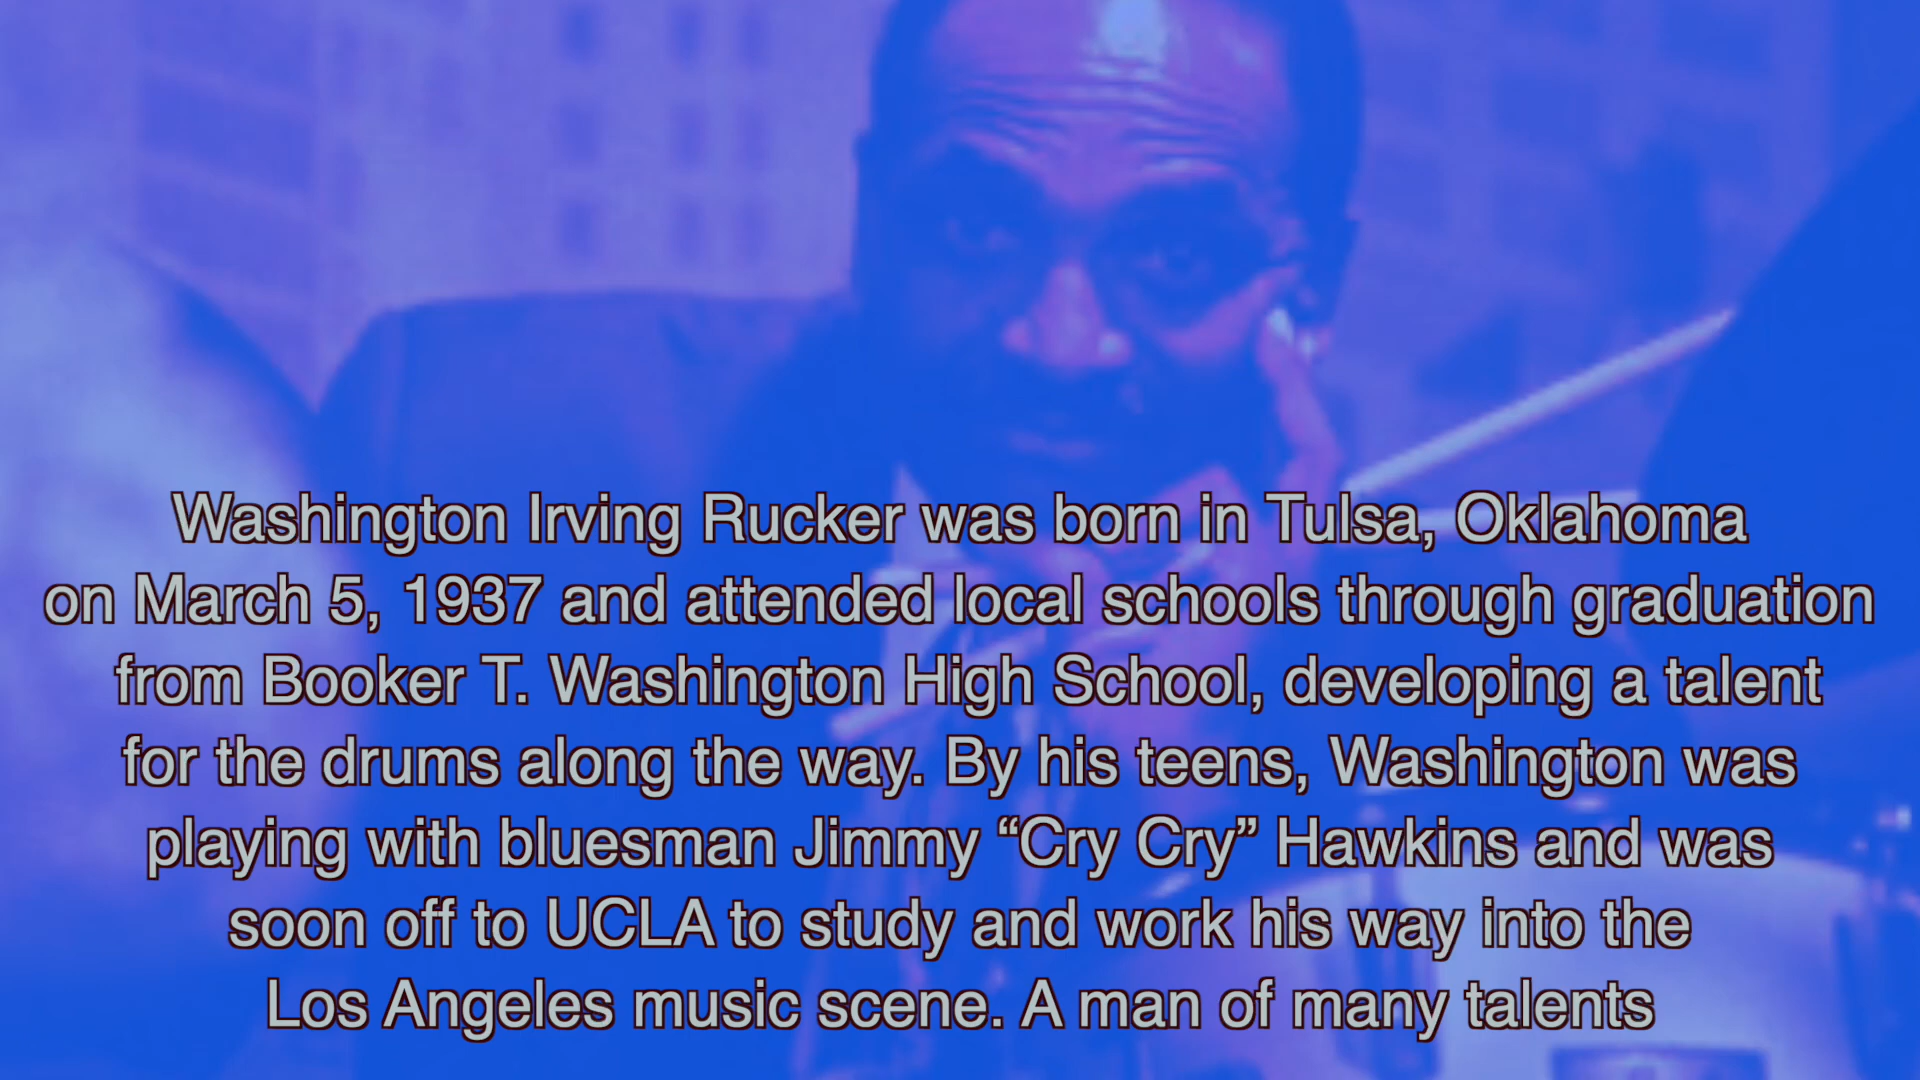 Washington Irving Rucker was born in Tulsa, Oklahoma
on March 5, 1937 and attended local schools through graduation
from Booker T. Washington High School, developing a talent
for the drums along the way. By his teens, Washington was
playing with bluesman Jimmy “Cry Cry” Hawkins and was
soon off to UCLA to study and work his way into the
Los Angeles music scene. A man of many talents